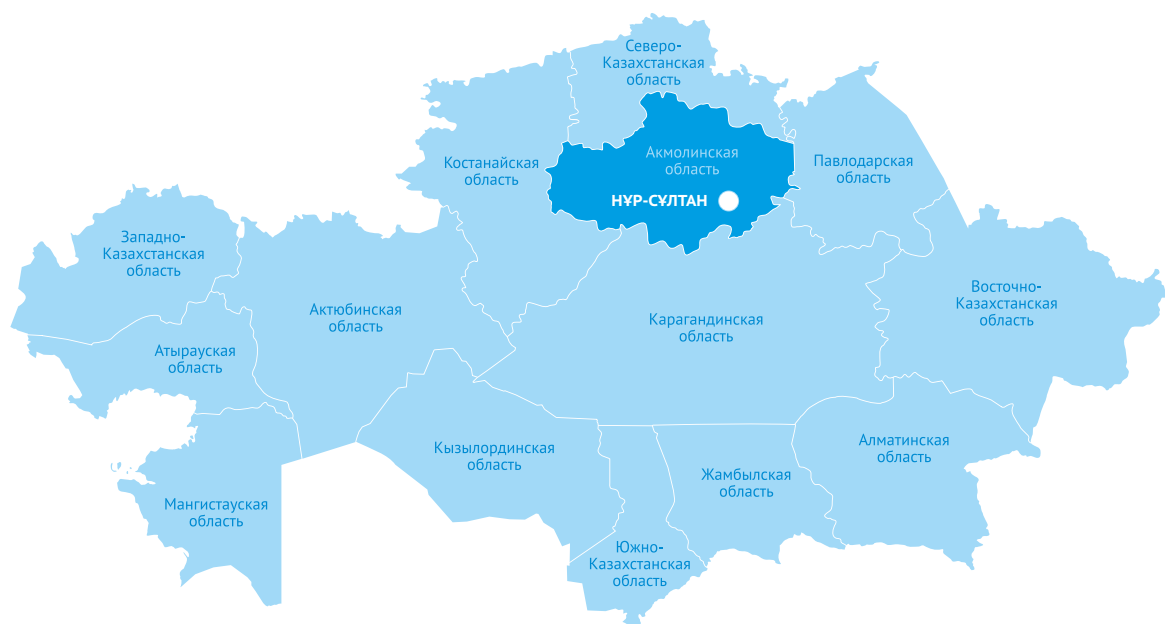 Северо-
Казахстанская
область
Костанайская
область
Акмолинская
область
НҰР-СҰЛТАН
Павлодарская
область
Западно-
Казахстанская
область
Актюбинская
область
Карагандинская
область
Восточно-
Казахстанская
область
Атырауская
область
Кызылординская
область
Алматинская
область
Жамбылская
область
Мангистауская
область
Южно-
Казахстанская
область